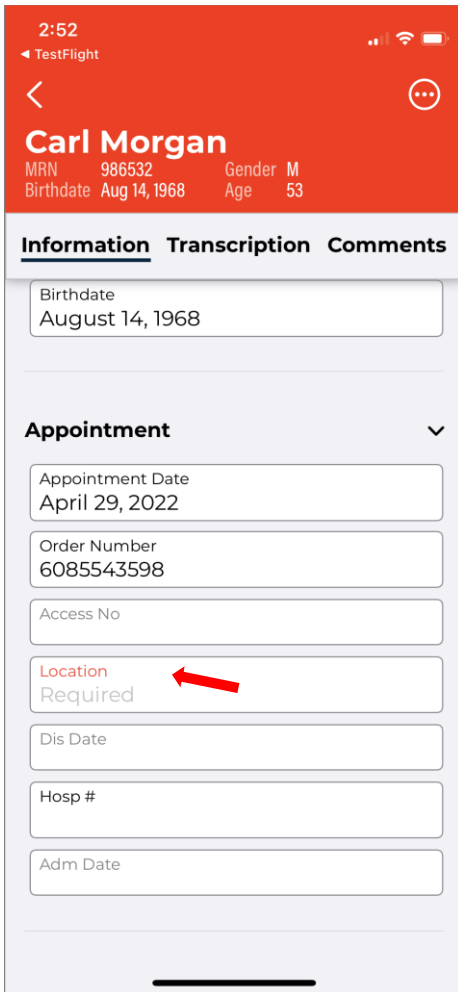 2:52
◄ TestFlight
Carl Morgan
MRN 986532 Gender M
Birthdate Aug 14, 1968 Age 53
Information Transcription Comments
Birthdate
August 14, 1968
Appointment
Appointment Date
April 29, 2022
Order Number
6085543598
Access No
Location
Required
Dis Date
Hosp #
Adm Date